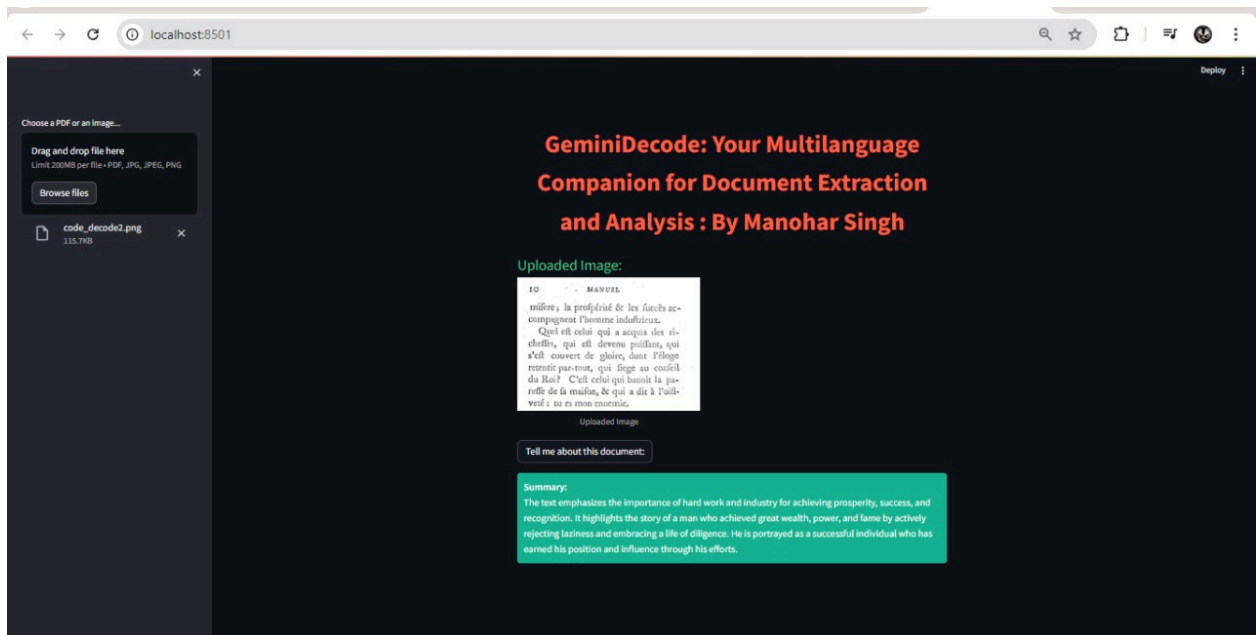 localhost:8501
Deploy
Choose a PDF or an image...
Drag and drop file here
Limit 200MB per file • PDF, JPG, JPEG, PNG
Browse files
code_decode2.png
115.7KB
GeminiDecode: Your Multilanguage
Companion for Document Extraction
and Analysis : By Manohar Singh
Uploaded Image:
10 MANUEL
miſere ; la proſpérité & les ſuccès ac-
compagnent l'homme induſtrieux.
Quel eſt celui qui a acquis des ri-
cheſſes, qui eſt devenu puiſſant, qui
s'eſt couvert de gloire, dont l'éloge
retentit par-tout, qui ſiege au conſeil
du Roi? C'eſt celui qui bannit la pa-
reſſe de ſa maiſon, & qui a dit à l'oiſi-
veté : tu es mon ennemie.
Uploaded Image
Tell me about this document:
Summary:
The text emphasizes the importance of hard work and industry for achieving prosperity, success, and
recognition. It highlights the story of a man who achieved great wealth, power, and fame by actively
rejecting laziness and embracing a life of diligence. He is portrayed as a successful individual who has
earned his position and influence through his efforts.